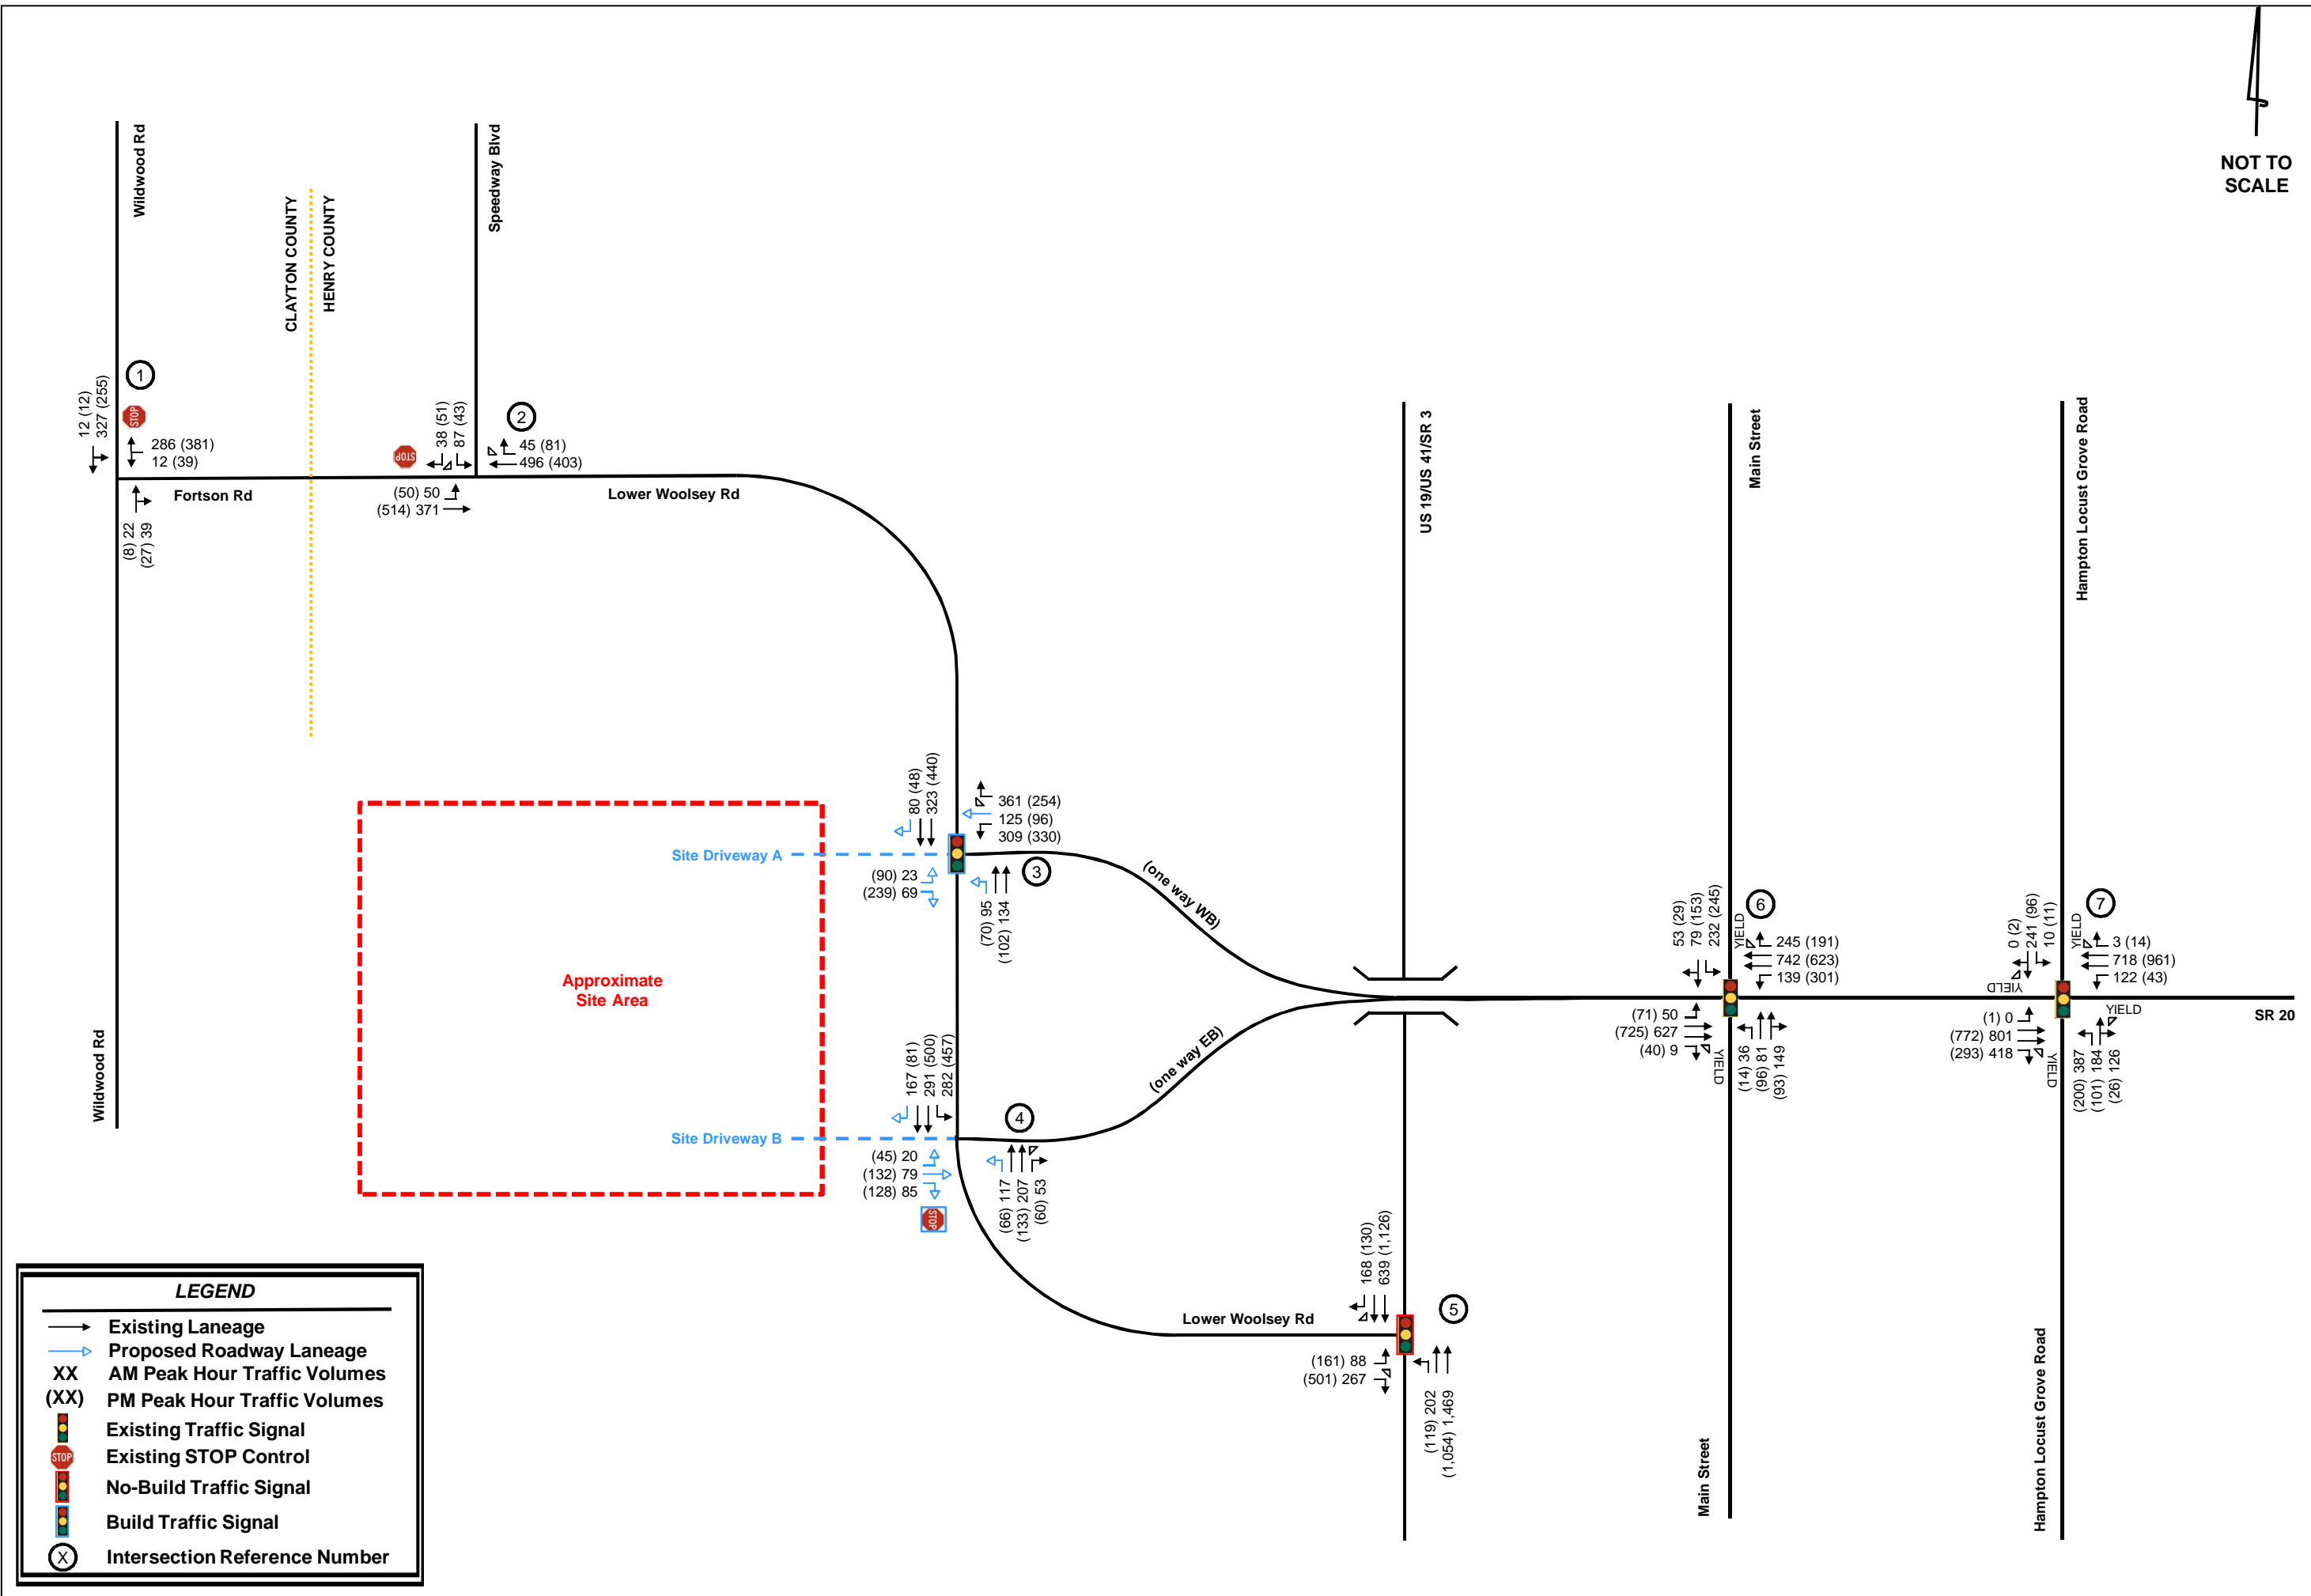 NOT TO
SCALE
Wildwood Rd
CLAYTON COUNTY
HENRY COUNTY
Speedway Blvd
1
12 (12)
327 (255)
STOP
286 (381)
12 (39)
Fortson Rd
(8) 22
(27) 39
2
STOP
38 (51)
87 (43)
45 (81)
496 (403)
(50) 50
(514) 371
Lower Woolsey Rd
US 19/US 41/SR 3
Main Street
Hampton Locust Grove Road
80 (48)
323 (440)
361 (254)
125 (96)
309 (330)
Site Driveway A
3
(90) 23
(239) 69
(70) 95
(102) 134
(one way WB)
Approximate
Site Area
(one way EB)
167 (81)
291 (500)
282 (457)
4
Site Driveway B
(45) 20
(132) 79
(128) 85
STOP
(66) 117
(133) 207
(60) 53
Wildwood Rd
53 (29)
79 (153)
232 (245)
YIELD
6
245 (191)
742 (623)
139 (301)
(71) 50
(725) 627
(40) 9
YIELD
(14) 36
(96) 81
(93) 149
0 (2)
241 (96)
10 (11)
YIELD
YIELD
7
3 (14)
718 (961)
122 (43)
(1) 0
(772) 801
(293) 418
YIELD
YIELD
(200) 387
(101) 184
(26) 126
SR 20
168 (130)
639 (1,126)
5
Lower Woolsey Rd
(161) 88
(501) 267
(119) 202
(1,054) 1,469
Main Street
Hampton Locust Grove Road
LEGEND
Existing Laneage
Proposed Roadway Laneage
XX AM Peak Hour Traffic Volumes
(XX) PM Peak Hour Traffic Volumes
Existing Traffic Signal
STOP Existing STOP Control
No-Build Traffic Signal
Build Traffic Signal
X Intersection Reference Number